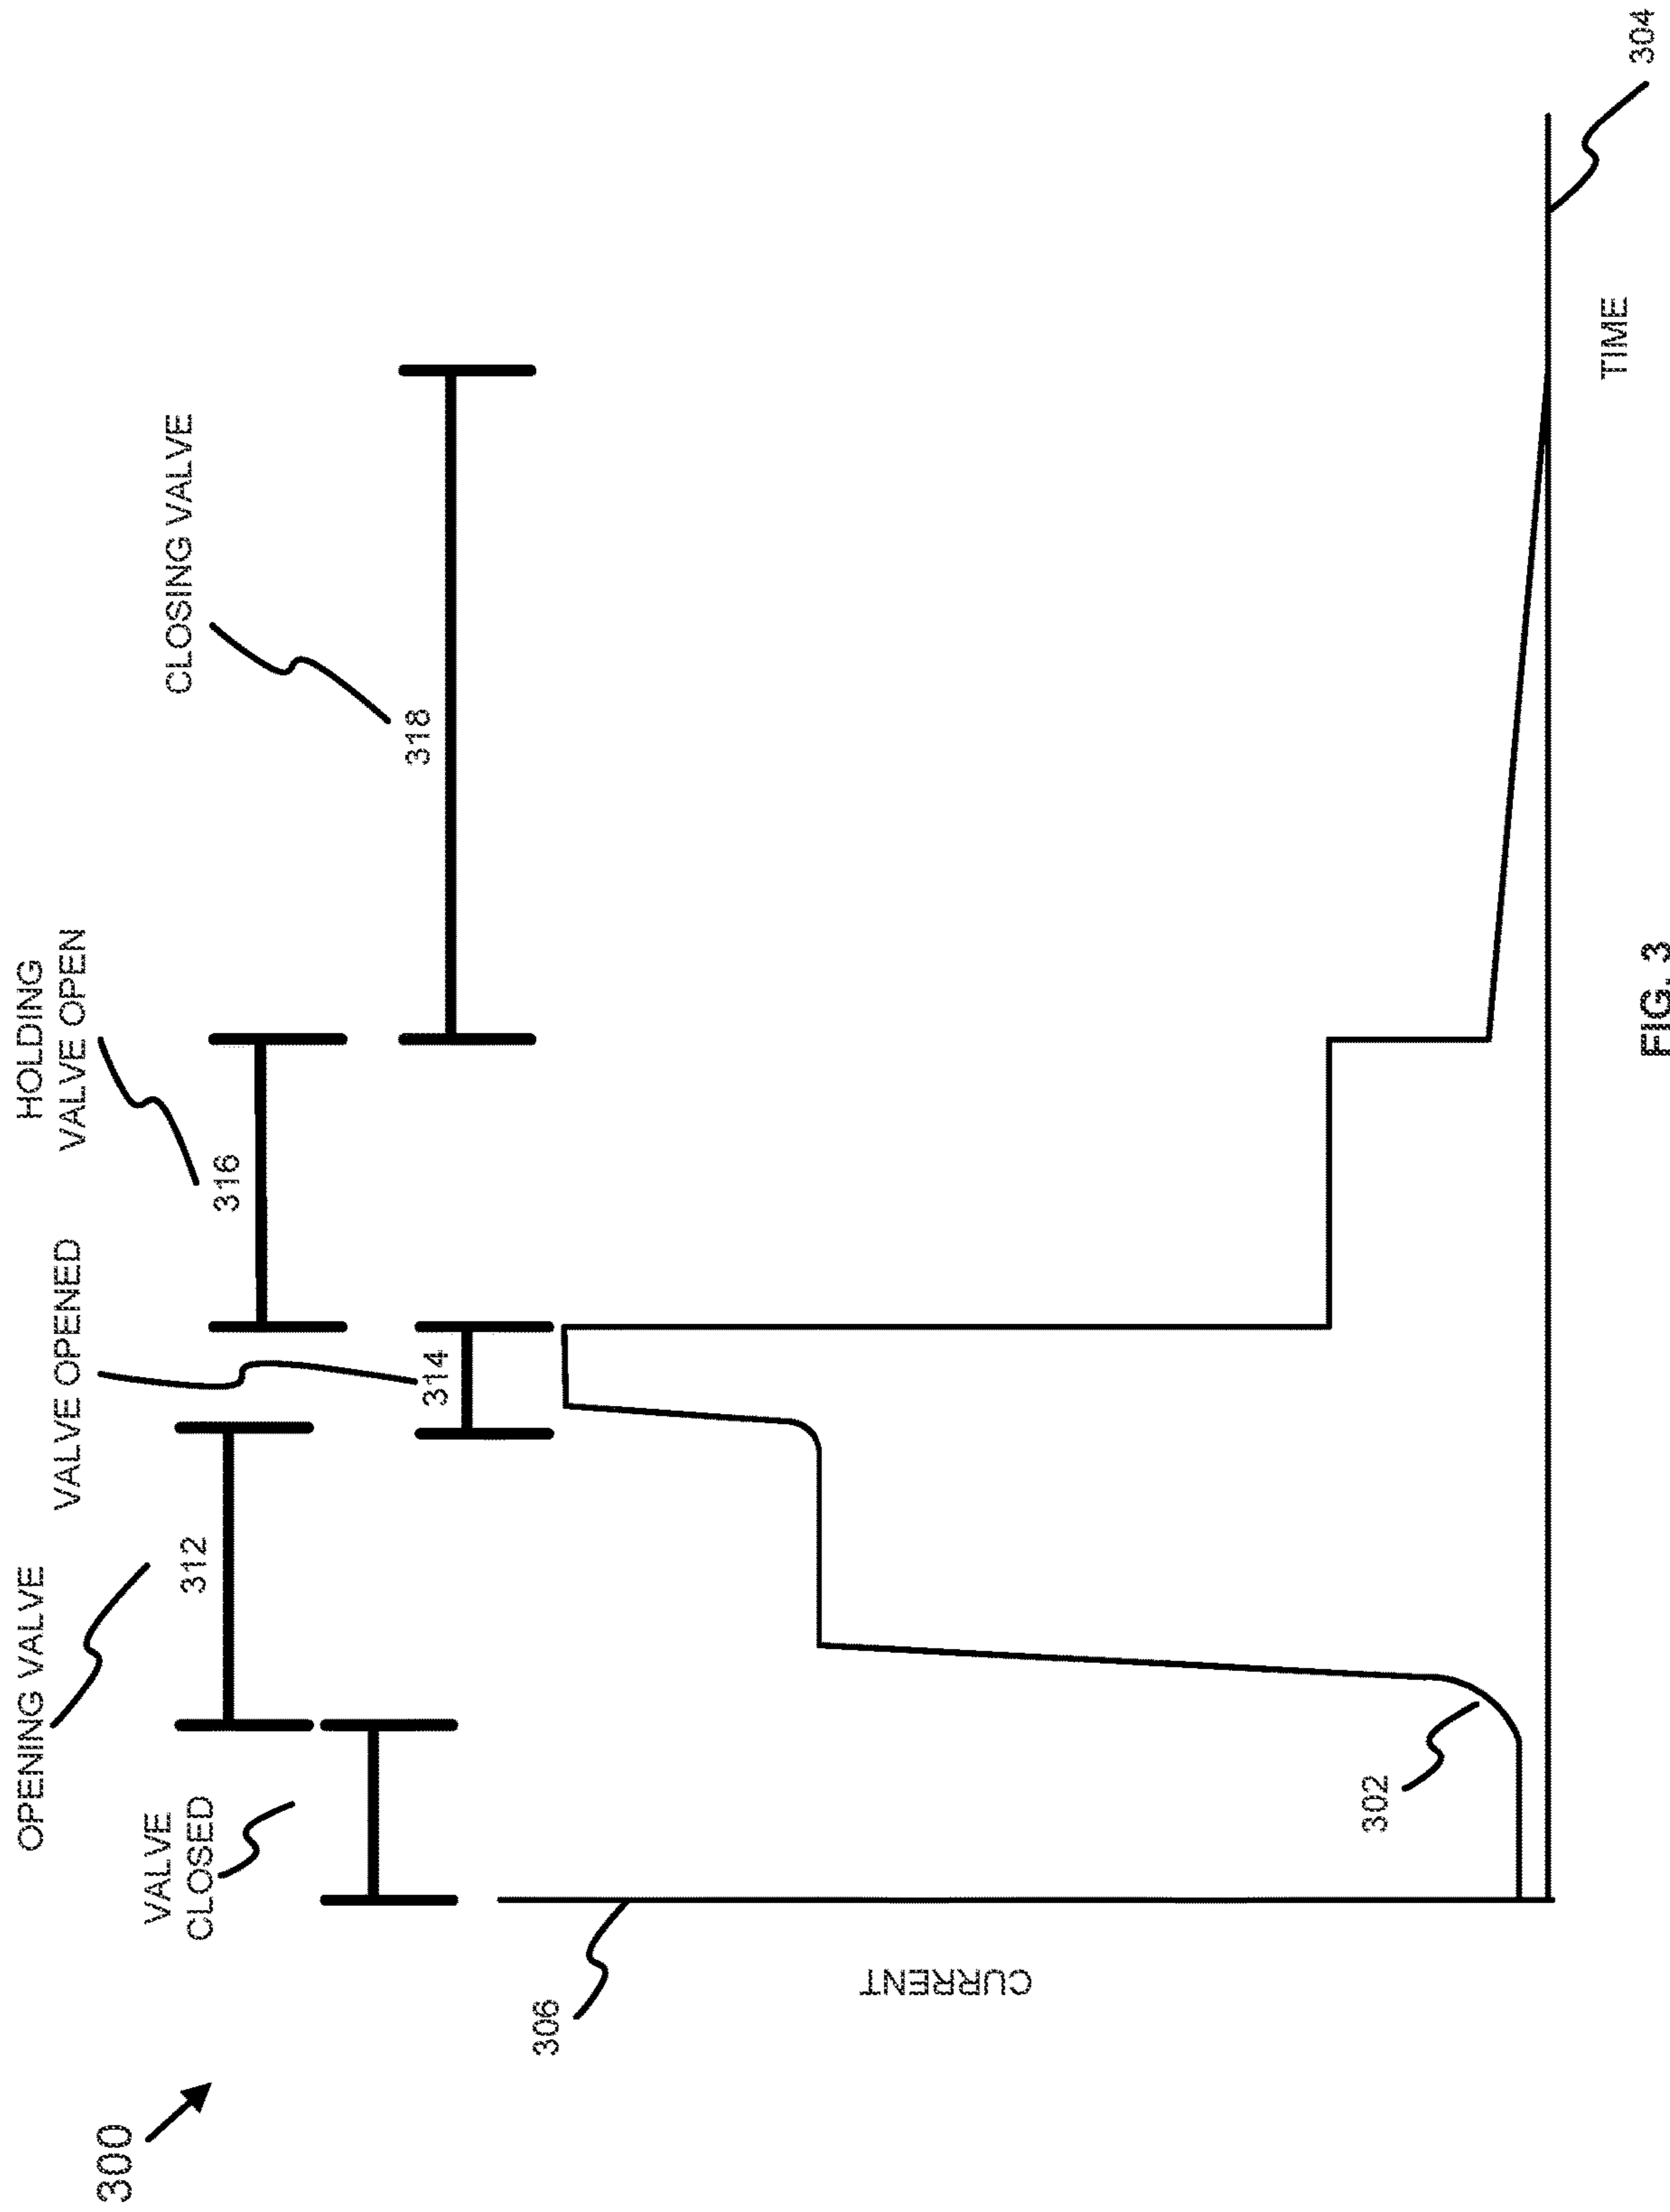 300
OPENING VALVE
VALVE OPENED
HOLDING
VALVE OPEN
CLOSING VALVE
VALVE
CLOSED
312
314
316
318
306
CURRENT
302
304
TIME
FIG. 3